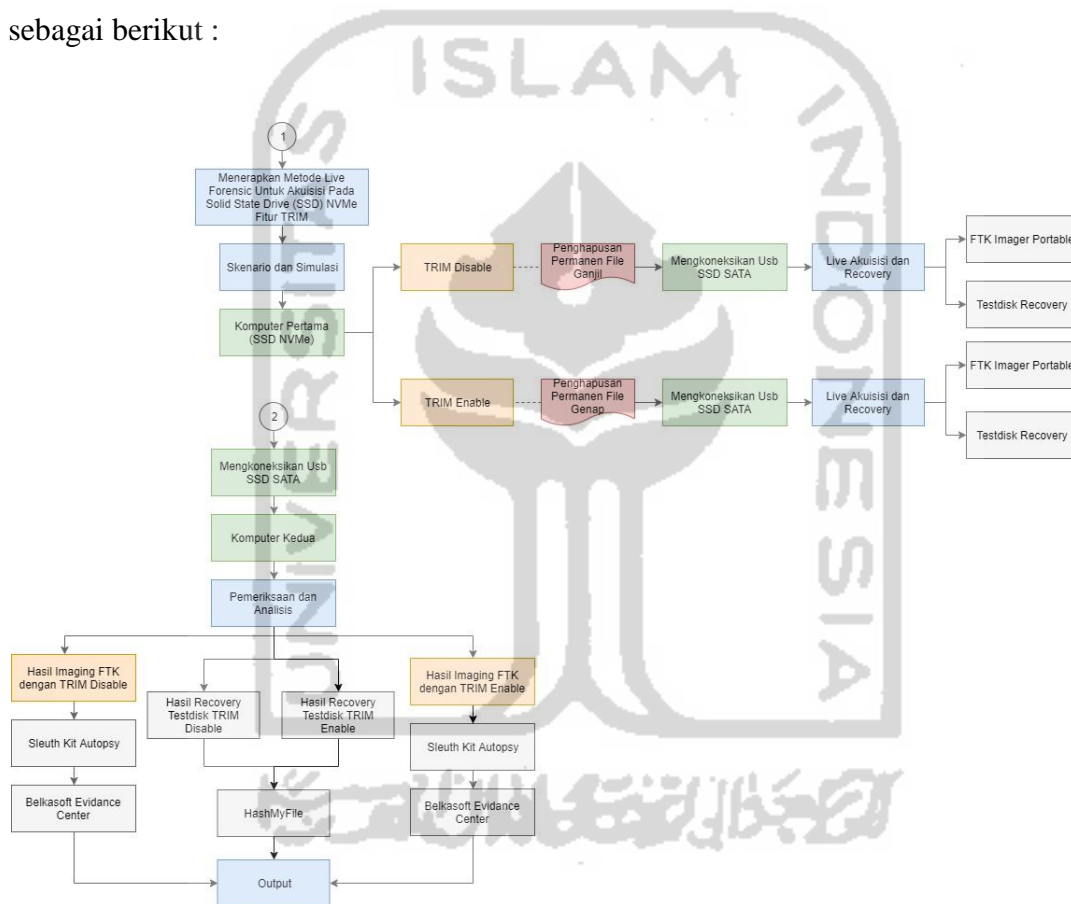 sebagai berikut :
ISLAM
UNIVERSITAS
INDONESIA
1
Menerapkan Metode Live
Forensic Untuk Akuisisi Pada
Solid State Drive (SSD) NVMe
Fitur TRIM
Skenario dan Simulasi
Komputer Pertama
(SSD NVMe)
TRIM Disable
Penghapusan
Permanen File
Ganjil
Mengkoneksikan Usb
SSD SATA
Live Akuisisi dan
Recovery
FTK Imager Portable
Testdisk Recovery
TRIM Enable
Penghapusan
Permanen File
Genap
Mengkoneksikan Usb
SSD SATA
Live Akuisisi dan
Recovery
FTK Imager Portable
Testdisk Recovery
2
Mengkoneksikan Usb
SSD SATA
Komputer Kedua
Pemeriksaan dan
Analisis
Hasil Imaging FTK
dengan TRIM Disable
Sleuth Kit Autopsy
Belkasoft Evidance
Center
Hasil Recovery
Testdisk TRIM
Disable
Hasil Recovery
Testdisk TRIM
Enable
HashMyFile
Hasil Imaging FTK
dengan TRIM Enable
Sleuth Kit Autopsy
Belkasoft Evidance
Center
Output